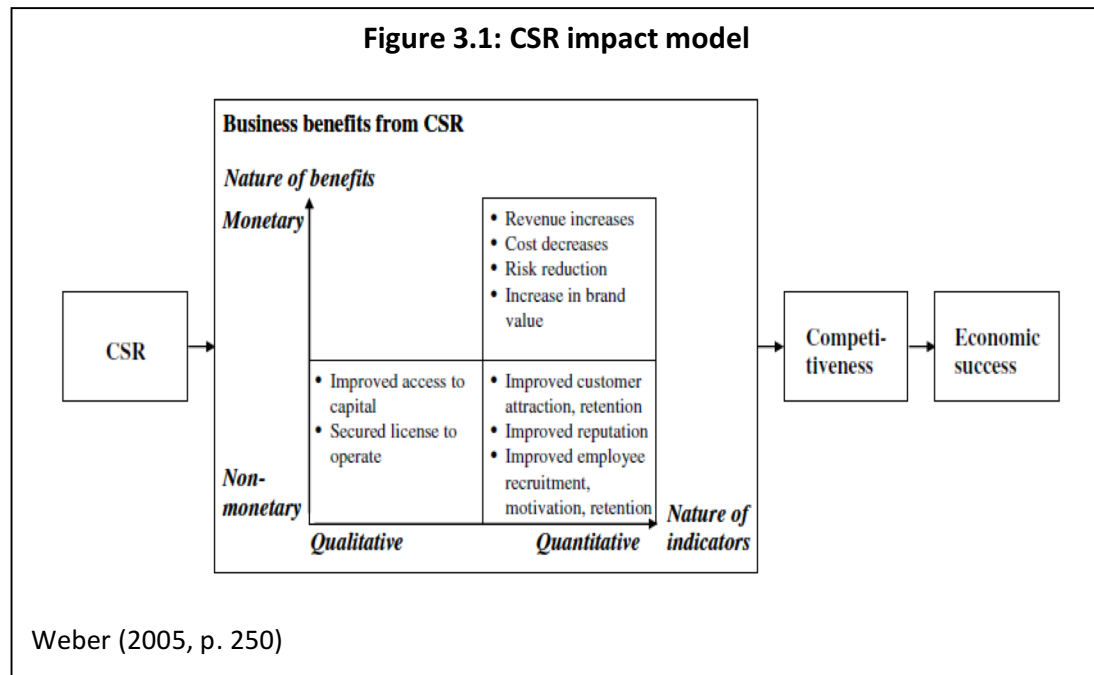 Figure 3.1: CSR impact model
Business benefits from CSR
Nature of benefits
Monetary
• Revenue increases
• Cost decreases
• Risk reduction
• Increase in brand
value
CSR
Competi-
tiveness
Economic
success
• Improved access to
capital
• Secured license to
operate
• Improved customer
attraction, retention
• Improved reputation
• Improved employee
recruitment,
motivation, retention
Non-
monetary
Qualitative
Quantitative
Nature of
indicators
Weber (2005, p. 250)